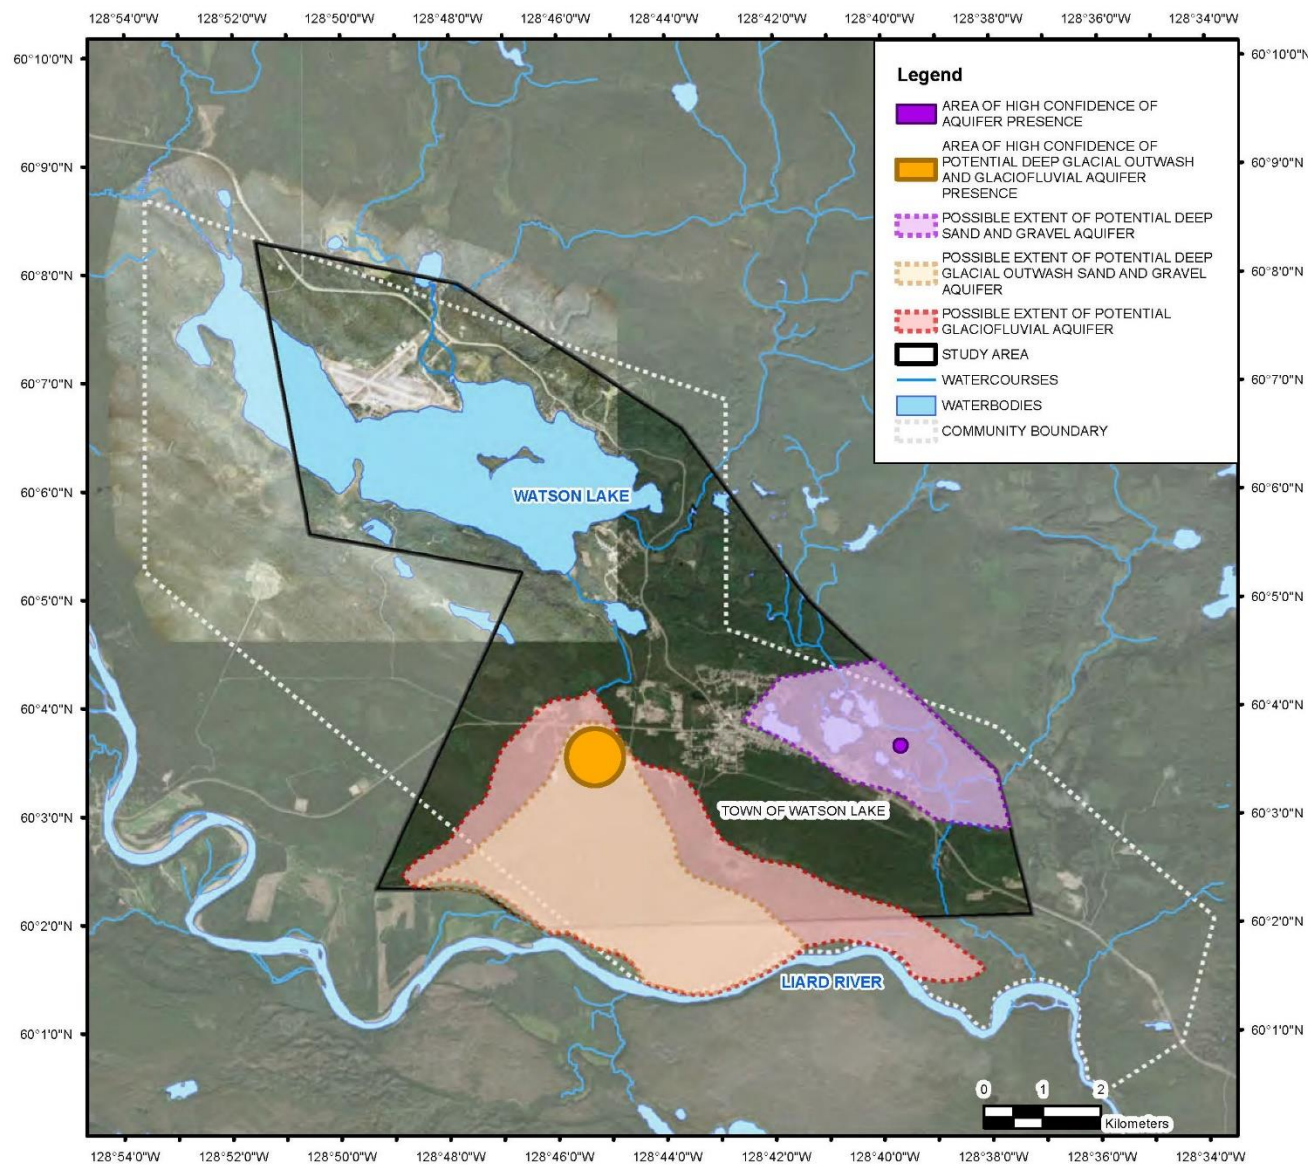 128°54'0"W 128°52'0"W 128°50'0"W 128°48'0"W 128°46'0"W 128°44'0"W 128°42'0"W 128°40'0"W 128°38'0"W 128°36'0"W 128°34'0"W
60°10'0"N
60°10'0"N
Legend
AREA OF HIGH CONFIDENCE OF
AQUIFER PRESENCE
AREA OF HIGH CONFIDENCE OF
POTENTIAL DEEP GLACIAL OUTWASH
AND GLACIOFLUVIAL AQUIFER
PRESENCE
POSSIBLE EXTENT OF POTENTIAL DEEP
SAND AND GRAVEL AQUIFER
POSSIBLE EXTENT OF POTENTIAL DEEP
GLACIAL OUTWASH SAND AND GRAVEL
AQUIFER
POSSIBLE EXTENT OF POTENTIAL
GLACIOFLUVIAL AQUIFER
STUDY AREA
WATERCOURSES
WATERBODIES
COMMUNITY BOUNDARY
60°9'0"N
60°9'0"N
60°8'0"N
60°8'0"N
60°7'0"N
60°7'0"N
60°6'0"N
60°6'0"N
WATSON LAKE
60°5'0"N
60°5'0"N
60°4'0"N
60°4'0"N
TOWN OF WATSON LAKE
60°3'0"N
60°3'0"N
60°2'0"N
60°2'0"N
LIARD RIVER
60°1'0"N
60°1'0"N
0 1 2
Kilometers
128°54'0"W 128°52'0"W 128°50'0"W 128°48'0"W 128°46'0"W 128°44'0"W 128°42'0"W 128°40'0"W 128°38'0"W 128°36'0"W 128°34'0"W